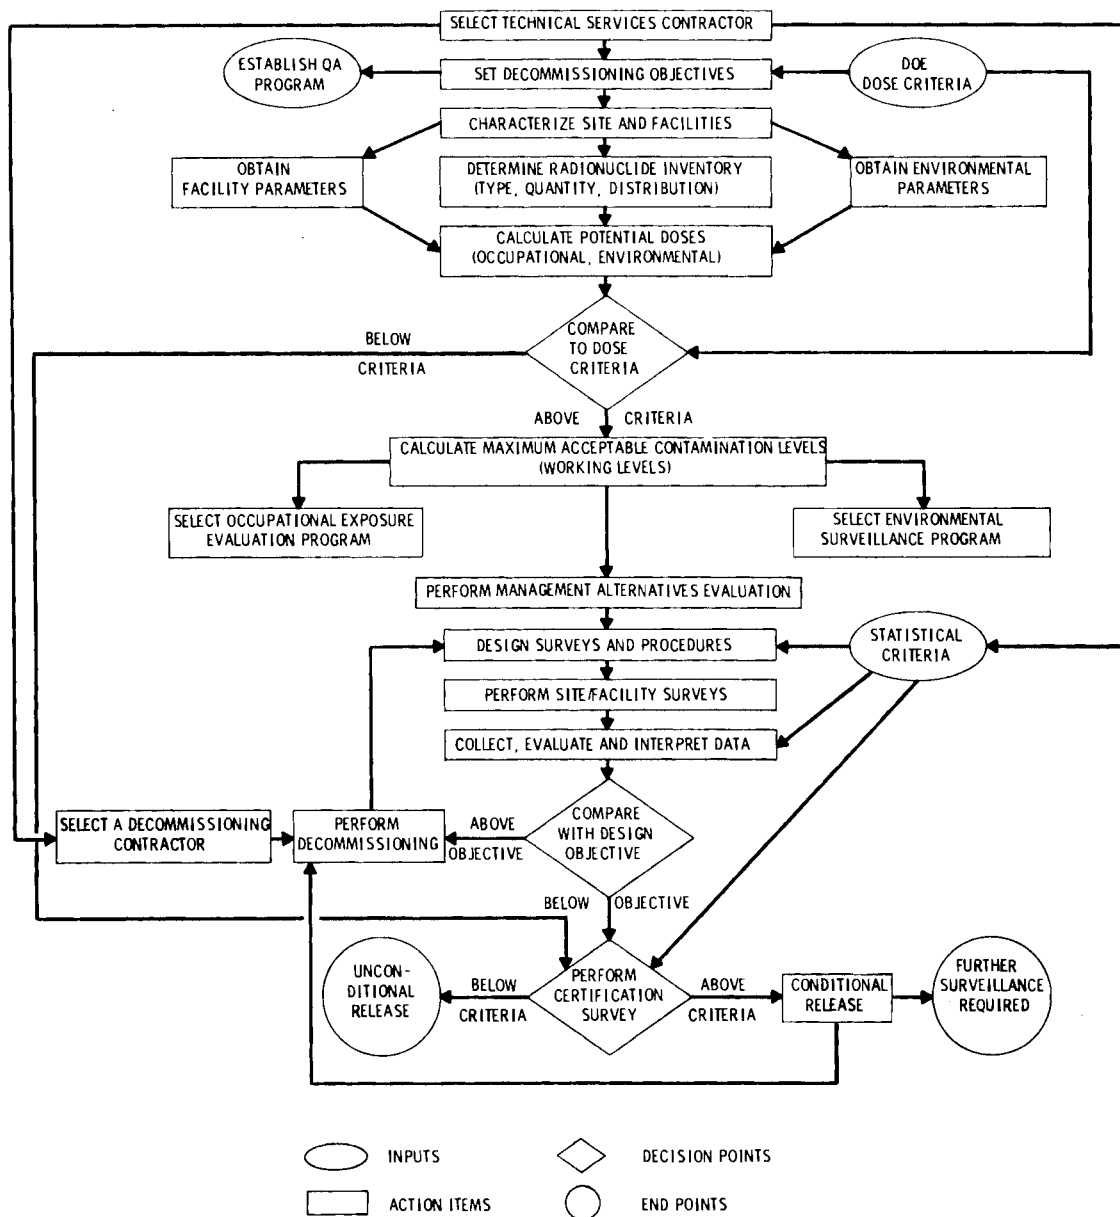 SELECT TECHNICAL SERVICES CONTRACTOR
ESTABLISH QA
PROGRAM
SET DECOMMISSIONING OBJECTIVES
DOE
DOSE CRITERIA
CHARACTERIZE SITE AND FACILITIES
OBTAIN
FACILITY PARAMETERS
DETERMINE RADIONUCLIDE INVENTORY
(TYPE, QUANTITY, DISTRIBUTION)
OBTAIN ENVIRONMENTAL
PARAMETERS
CALCULATE POTENTIAL DOSES
(OCCUPATIONAL, ENVIRONMENTAL)
BELOW
CRITERIA
COMPARE
TO DOSE
CRITERIA
ABOVE CRITERIA
CALCULATE MAXIMUM ACCEPTABLE CONTAMINATION LEVELS
(WORKING LEVELS)
SELECT OCCUPATIONAL EXPOSURE
EVALUATION PROGRAM
SELECT ENVIRONMENTAL
SURVEILLANCE PROGRAM
PERFORM MANAGEMENT ALTERNATIVES EVALUATION
DESIGN SURVEYS AND PROCEDURES
STATISTICAL
CRITERIA
PERFORM SITE/FACILITY SURVEYS
COLLECT, EVALUATE AND INTERPRET DATA
SELECT A DECOMMISSIONING
CONTRACTOR
PERFORM
DECOMMISSIONING
ABOVE
OBJECTIVE
COMPARE
WITH DESIGN
OBJECTIVE
BELOW OBJECTIVE
UNCON-
DITIONAL
RELEASE
BELOW
CRITERIA
PERFORM
CERTIFICATION
SURVEY
ABOVE
CRITERIA
CONDITIONAL
RELEASE
FURTHER
SURVEILLANCE
REQUIRED
INPUTS
DECISION POINTS
ACTION ITEMS
END POINTS